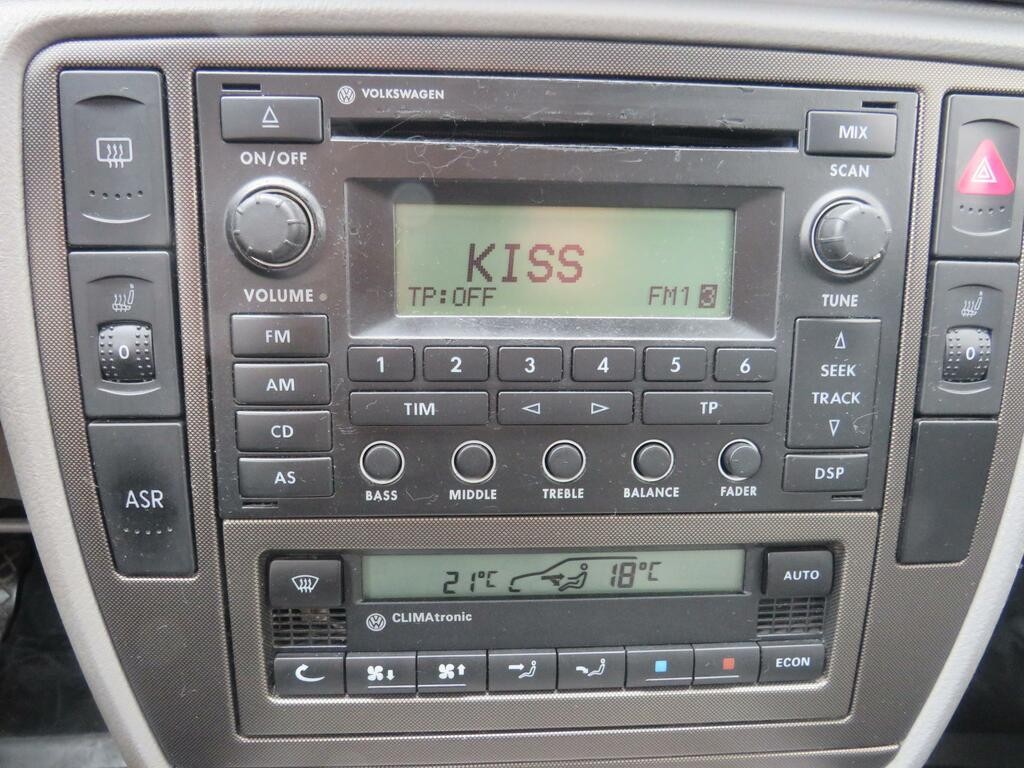 VOLKSWAGEN
ON/OFF
MIX
SCAN
KISS
TP:OFF FM1 3
VOLUME
TUNE
FM
AM
CD
AS
1 2 3 4 5 6
TIM
TP
SEEK
TRACK
DSP
BASS MIDDLE TREBLE BALANCE FADER
0
0
ASR
21°C 18°C
AUTO
CLIMAtronic
ECON